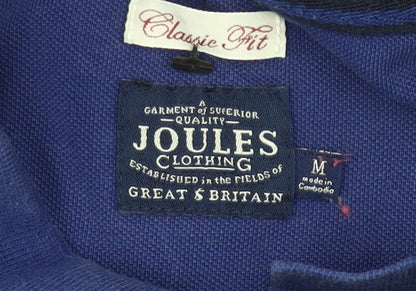 Classic Fit
A
GARMENT of SUPERIOR
QUALITY
JOULES
CLOTHING
ESTABLISHED in the FIELDS of
GREAT & BRITAIN
M
made in
Cambodia